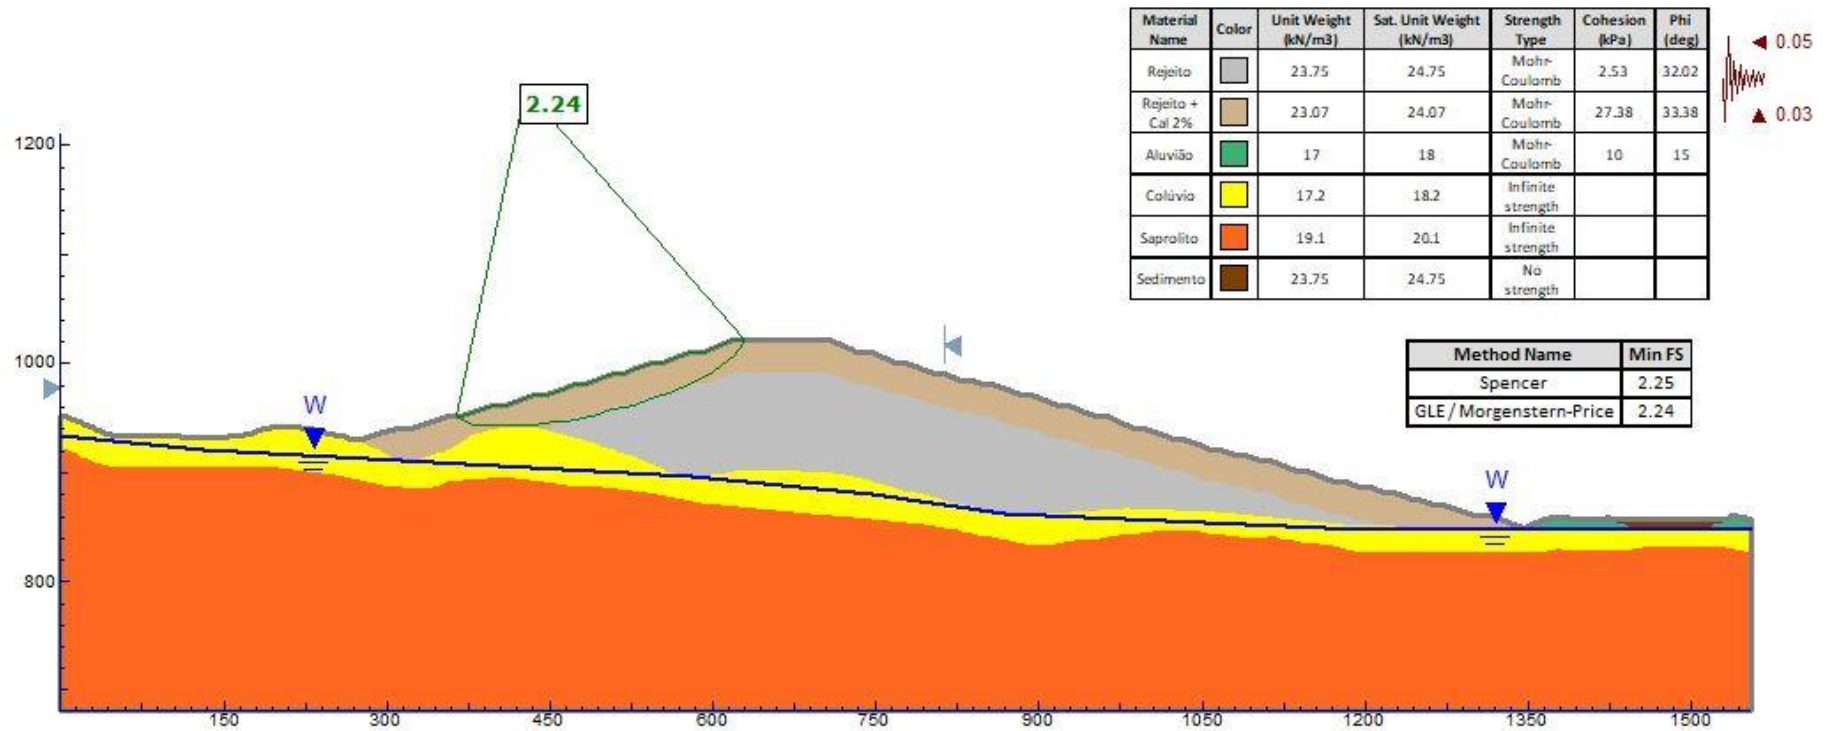 Material Name Color Unit Weight (kN/m3) Sat. Unit Weight (kN/m3) Strength Type Cohesion (kPa) Phi (deg)
Rejeito 23.75 24.75 Mohr-Coulomb 2.53 32.02
Rejeito + Cal 2% 23.07 24.07 Mohr-Coulomb 27.38 33.38
Aluvião 17 18 Mohr-Coulomb 10 15
Colúvio 17.2 18.2 Infinite strength
Saprolito 19.1 20.1 Infinite strength
Sedimento 23.75 24.75 No strength
0.05
0.03
2.24
1200
1000
800
W
W
Method Name Min FS
Spencer 2.25
GLE / Morgenstern-Price 2.24
150 300 450 600 750 900 1050 1200 1350 1500